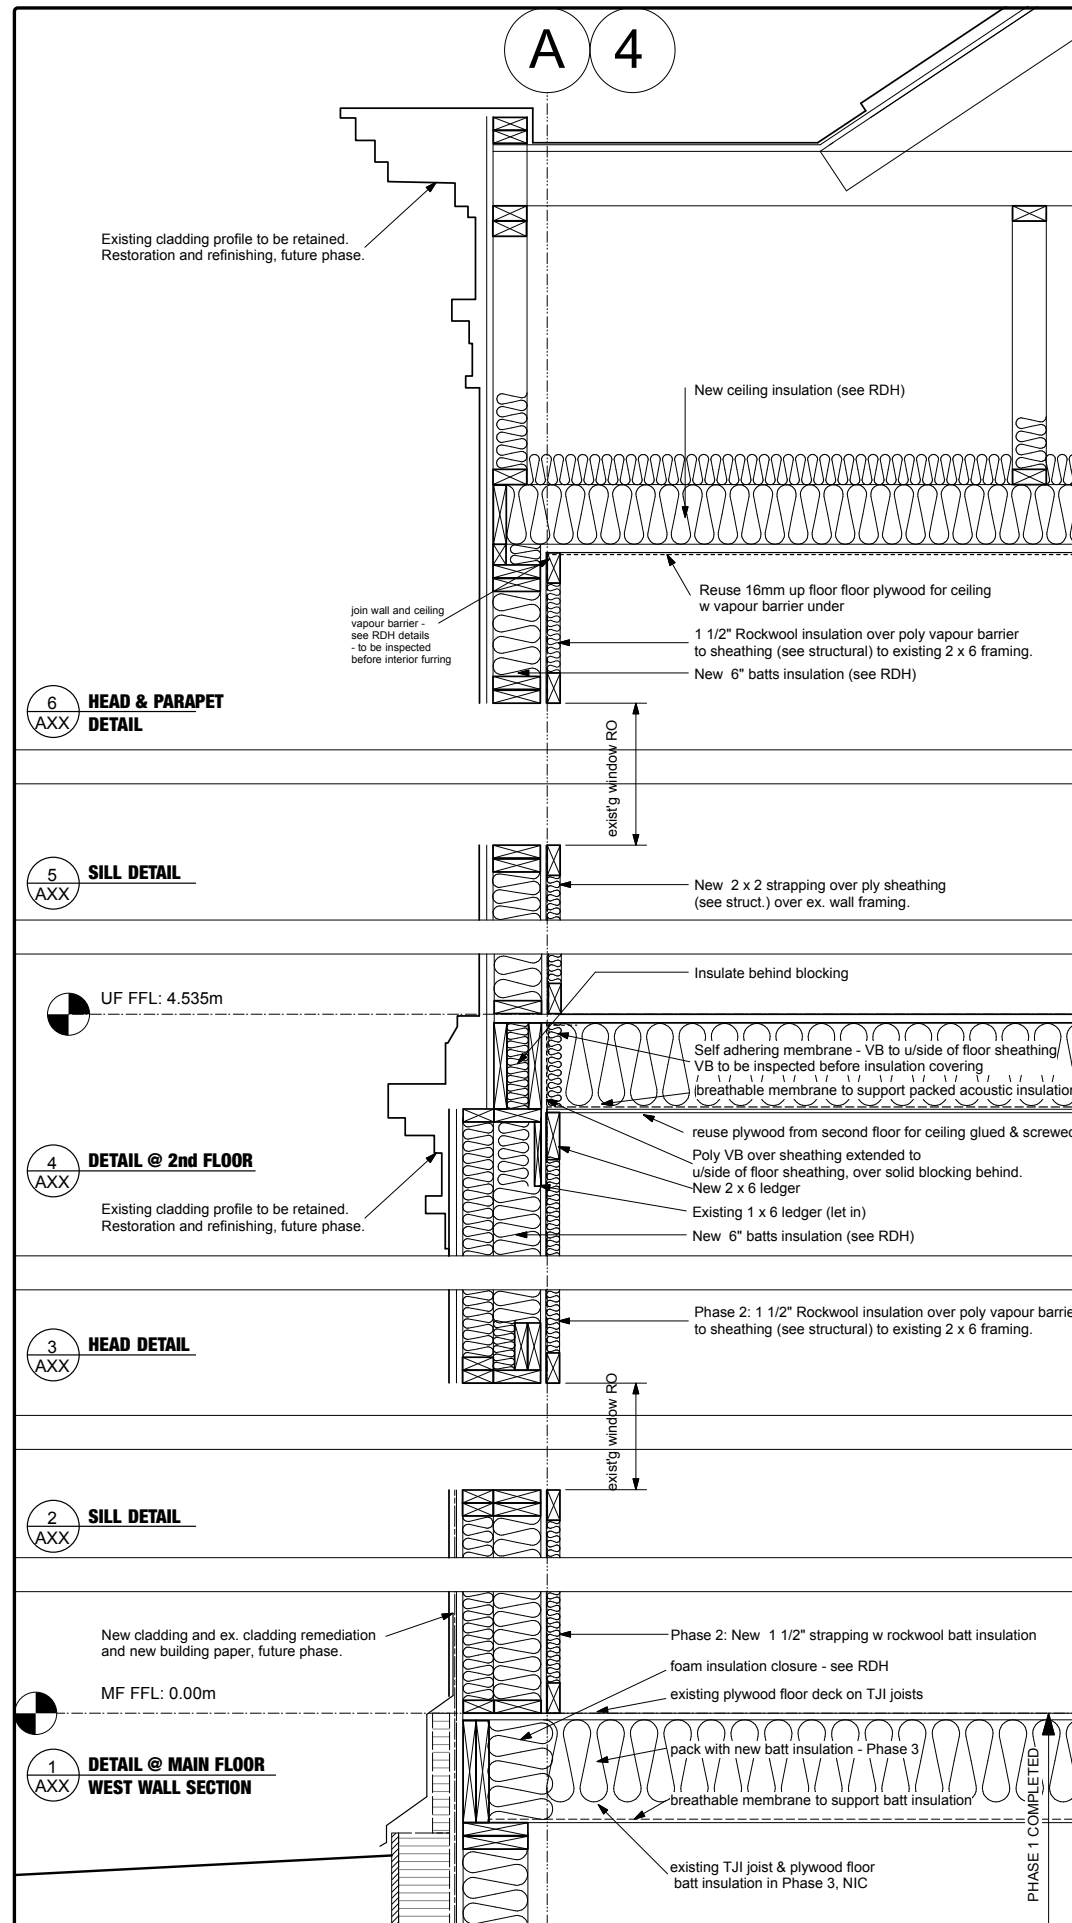 A 4
Existing cladding profile to be retained.
Restoration and refinishing, future phase.
New ceiling insulation (see RDH)
Reuse 16mm up floor floor plywood for ceiling
w vapour barrier under
join wall and ceiling
vapour barrier -
see RDH details
- to be inspected
before interior furring
1 1/2" Rockwool insulation over poly vapour barrier
to sheathing (see structural) to existing 2 x 6 framing.
New 6" batts insulation (see RDH)
6
AXX
HEAD & PARAPET
DETAIL
exist'g window RO
5
AXX
SILL DETAIL
New 2 x 2 strapping over ply sheathing
(see struct.) over ex. wall framing.
Insulate behind blocking
UF FFL: 4.535m
Self adhering membrane - VB to u/side of floor sheathing
VB to be inspected before insulation covering
breathable membrane to support packed acoustic insulation
reuse plywood from second floor for ceiling glued & screwed
Poly VB over sheathing extended to
u/side of floor sheathing, over solid blocking behind.
New 2 x 6 ledger
4
AXX
DETAIL @ 2nd FLOOR
Existing cladding profile to be retained.
Restoration and refinishing, future phase.
Existing 1 x 6 ledger (let in)
New 6" batts insulation (see RDH)
Phase 2: 1 1/2" Rockwool insulation over poly vapour barrie
to sheathing (see structural) to existing 2 x 6 framing.
3
AXX
HEAD DETAIL
exist'g window RO
2
AXX
SILL DETAIL
New cladding and ex. cladding remediation
and new building paper, future phase.
Phase 2: New 1 1/2" strapping w rockwool batt insulation
foam insulation closure - see RDH
MF FFL: 0.00m
existing plywood floor deck on TJI joists
1
AXX
DETAIL @ MAIN FLOOR
WEST WALL SECTION
pack with new batt insulation - Phase 3
breathable membrane to support batt insulation
existing TJI joist & plywood floor
batt insulation in Phase 3, NIC
PHASE 1 COMPLETED